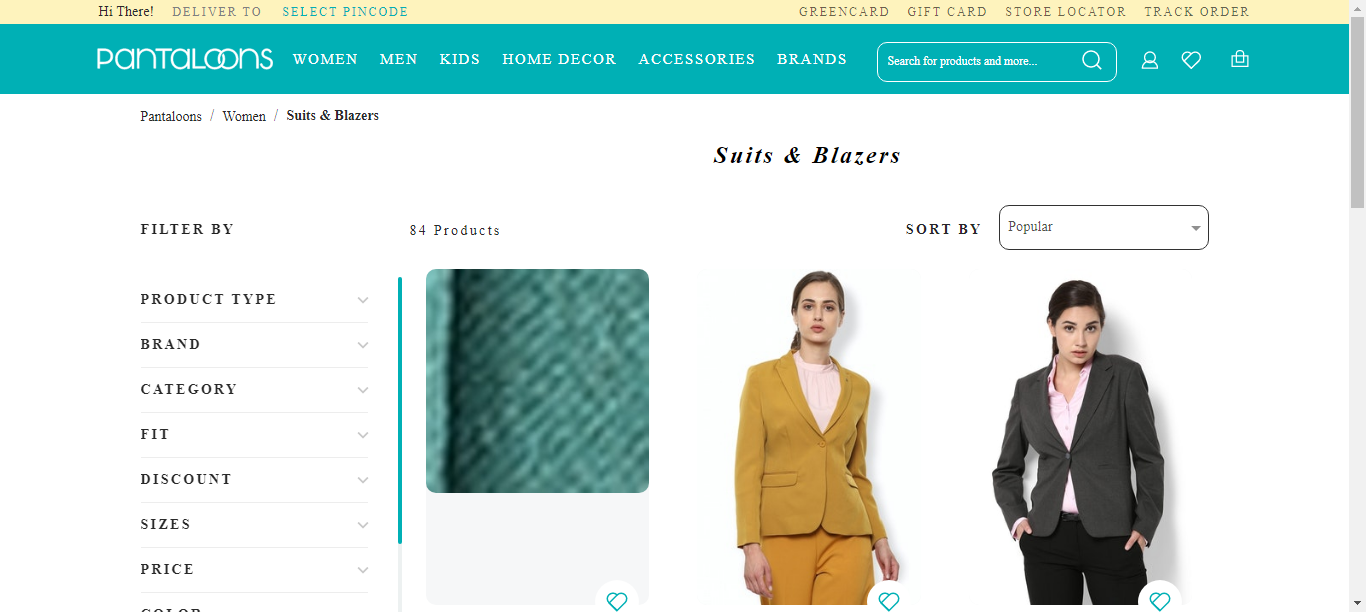 Hi There! DELIVER TO SELECT PINCODE GREENCARD GIFT CARD STORE LOCATOR TRACK ORDER
PANTALOONS WOMEN MEN KIDS HOME DECOR ACCESSORIES BRANDS Search for products and more...
Pantaloons / Women / Suits & Blazers
Suits & Blazers
FILTER BY 84 Products SORT BY Popular
PRODUCT TYPE
BRAND
CATEGORY
FIT
DISCOUNT
SIZES
PRICE
COLOR